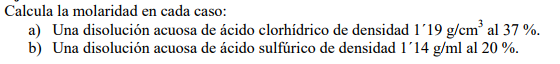 Calcula la molaridad en cada caso:
a) Una disolución acuosa de ácido clorhídrico de densidad 1´19 g/cm³ al 37 %.
b) Una disolución acuosa de ácido sulfúrico de densidad 1´14 g/ml al 20 %.